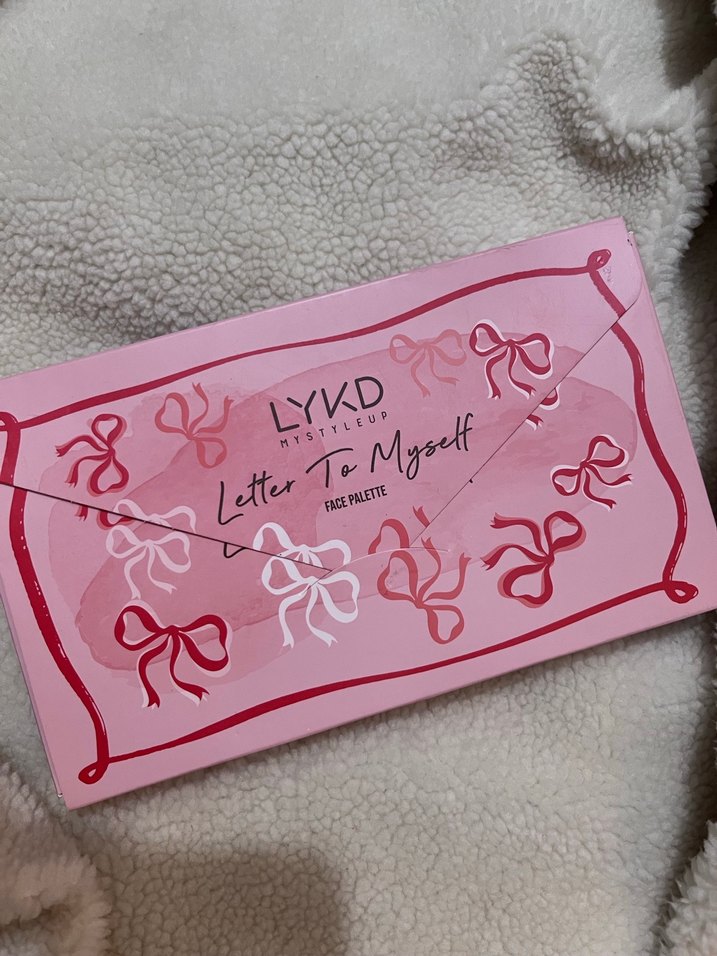 LYKD
MYSTYLEUP
Letter To Myself
FACE PALETTE